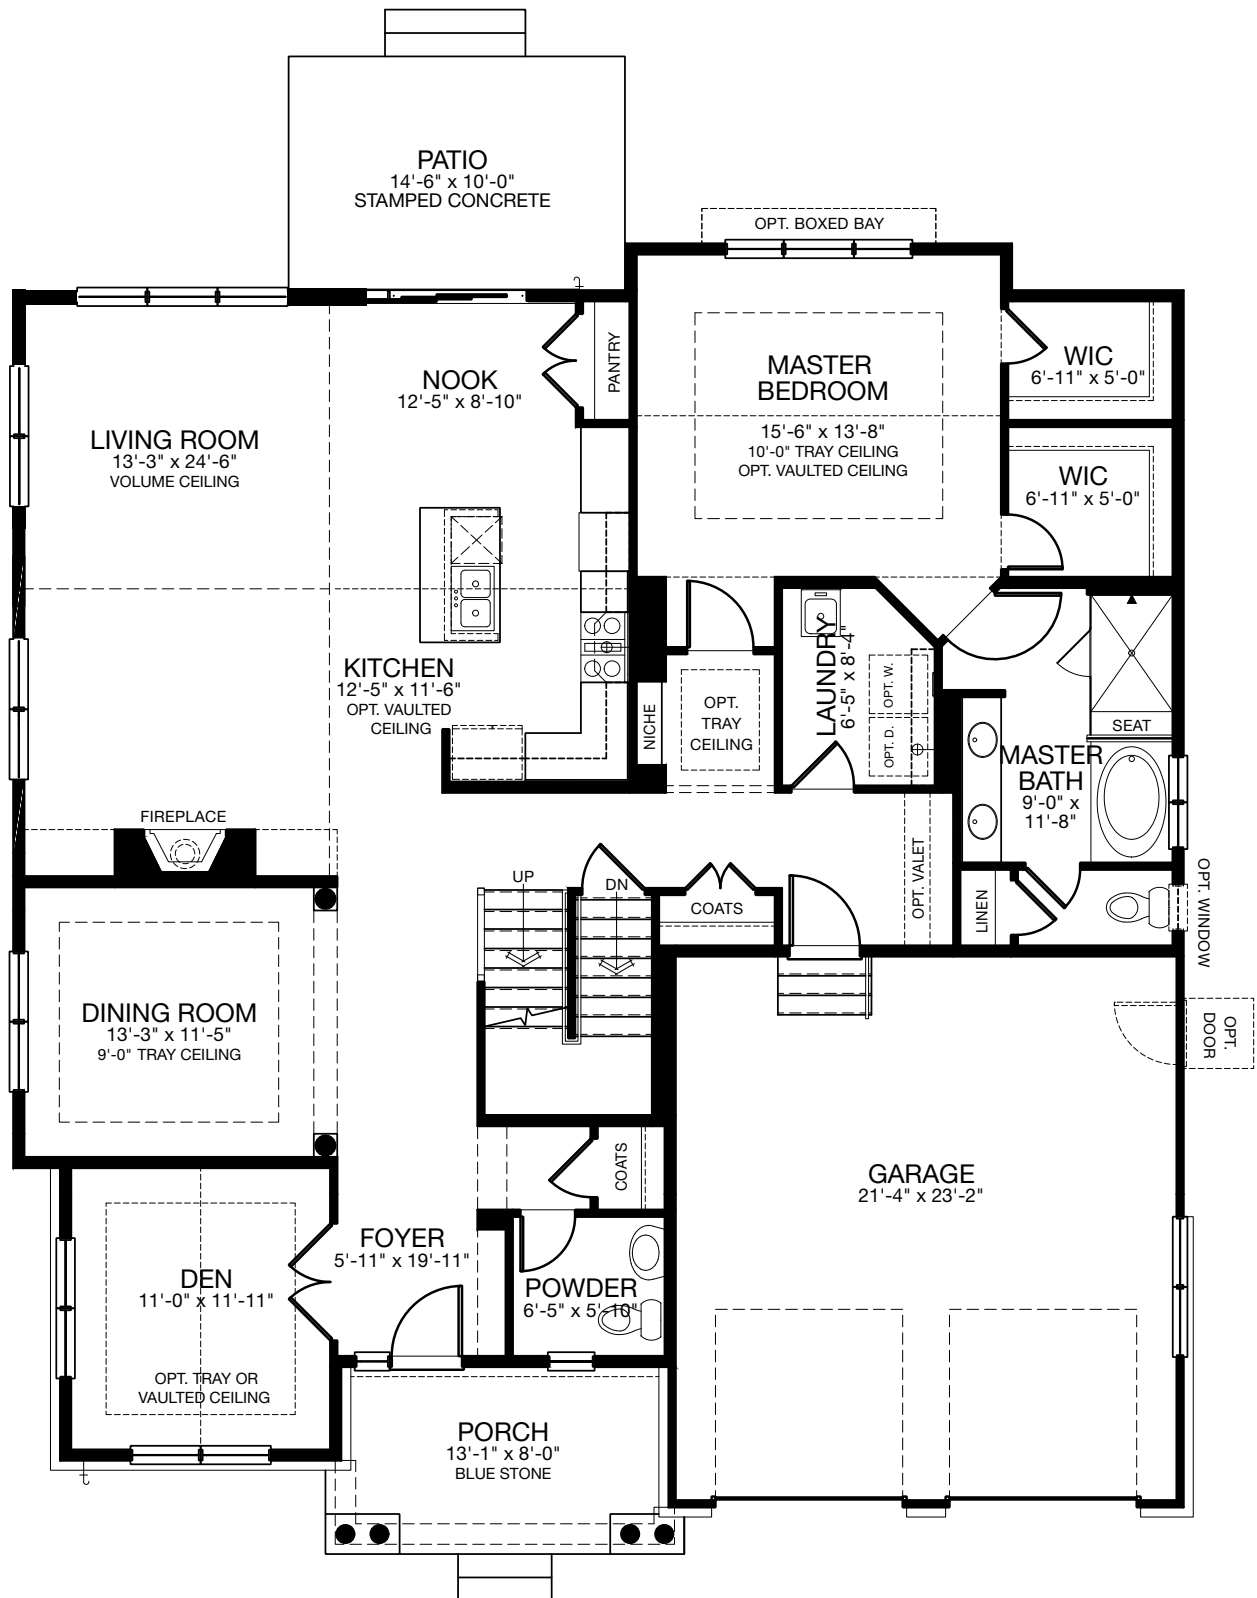 PATIO
14'-6" x 10'-0"
STAMPED CONCRETE
OPT. BOXED BAY
PANTRY
NOOK
12'-5" x 8'-10"
LIVING ROOM
13'-3" x 24'-6"
VOLUME CEILING
MASTER
BEDROOM
15'-6" x 13'-8"
10'-0" TRAY CEILING
OPT. VAULTED CEILING
WIC
6'-11" x 5'-0"
WIC
6'-11" x 5'-0"
KITCHEN
12'-5" x 11'-6"
OPT. VAULTED
CEILING
NICHE
OPT.
TRAY
CEILING
LAUNDRY
6'-5" x 8'-4"
OPT. W.
OPT. D.
SEAT
MASTER
BATH
9'-0" x
11'-8"
FIREPLACE
UP
DN
COATS
OPT. VALET
LINEN
OPT. WINDOW
OPT.
DOOR
DINING ROOM
13'-3" x 11'-5"
9'-0" TRAY CEILING
COATS
GARAGE
21'-4" x 23'-2"
FOYER
5'-11" x 19'-11"
DEN
11'-0" x 11'-11"
OPT. TRAY OR
VAULTED CEILING
POWDER
6'-5" x 5'-10"
PORCH
13'-1" x 8'-0"
BLUE STONE